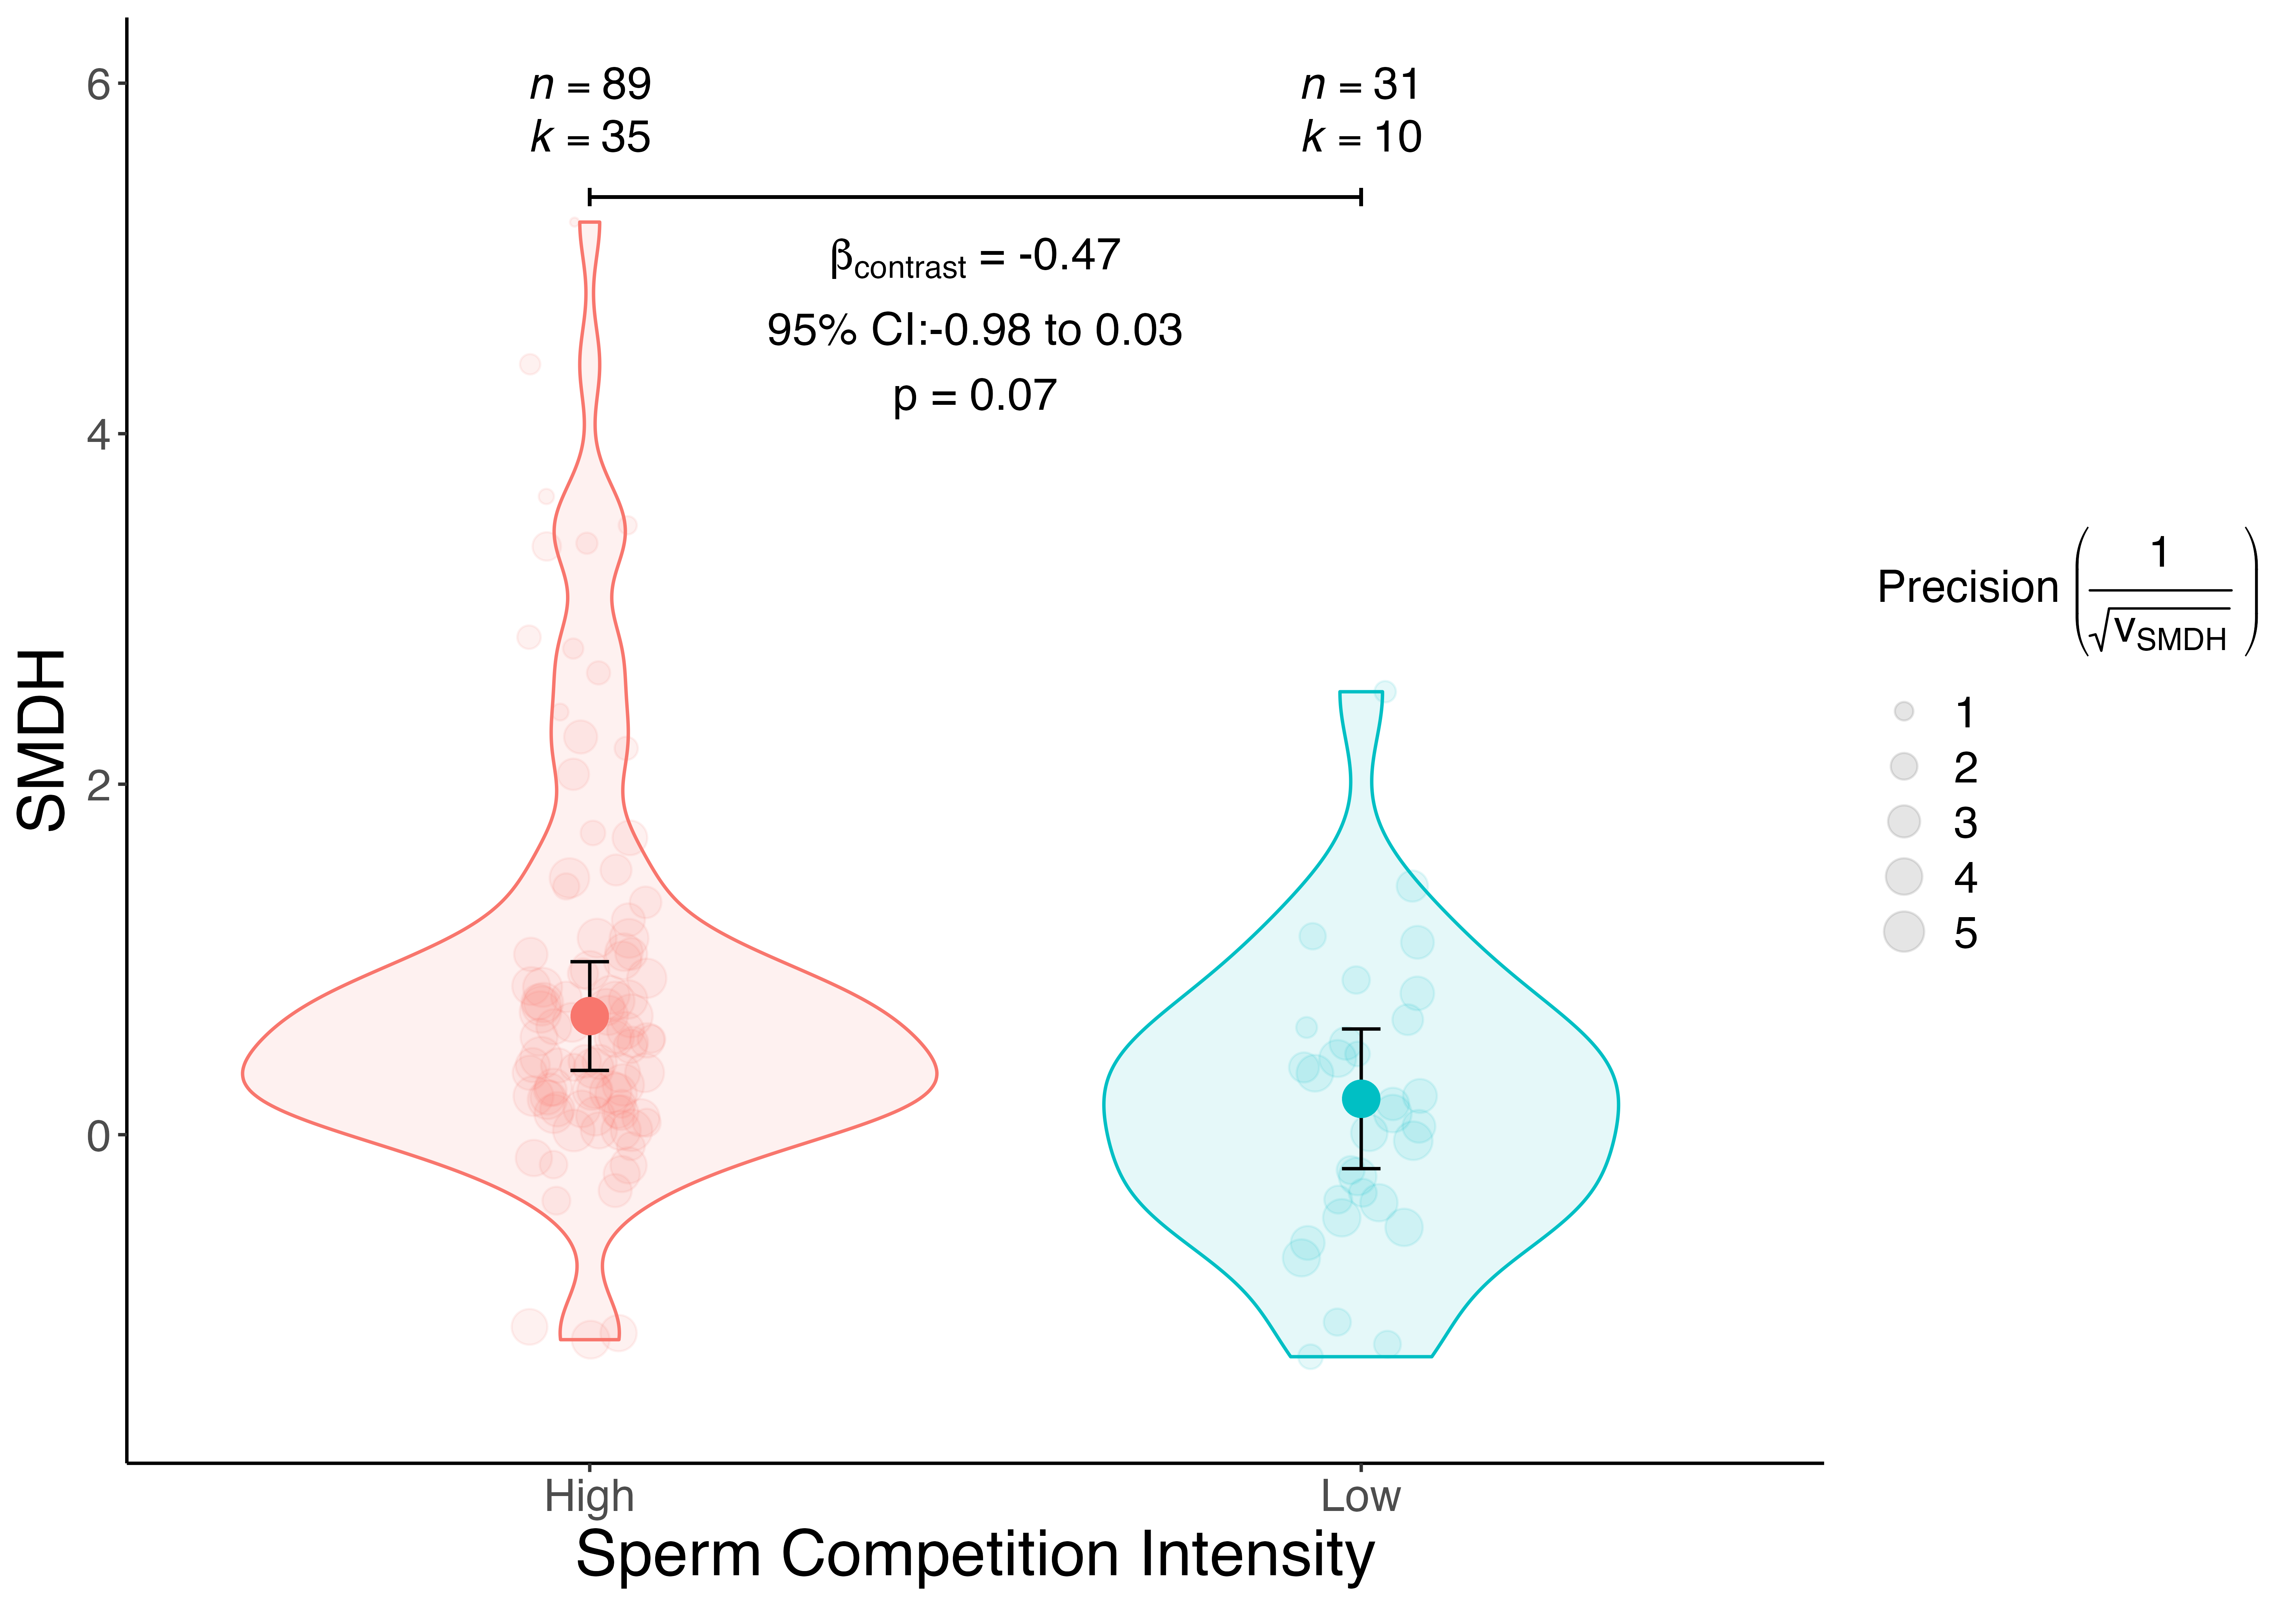 n = 89
k = 35
n = 31
k = 10
βcontrast = -0.47
95% CI:-0.98 to 0.03
p = 0.07
6
4
2
0
SMDH
High
Low
Sperm Competition Intensity
Precision (1/√vSMDH)
1
2
3
4
5